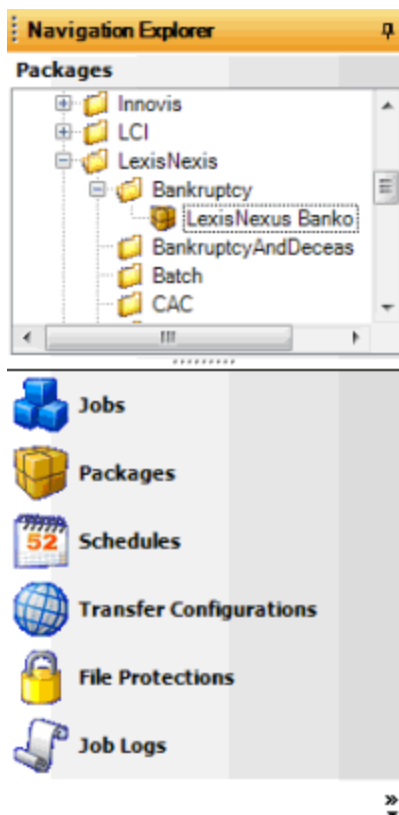 Navigation Explorer
Packages
Innovis
LCI
LexisNexis
Bankruptcy
LexisNexus Banko
BankruptcyAndDeceas
Batch
CAC
Jobs
Packages
52
Schedules
Transfer Configurations
File Protections
Job Logs